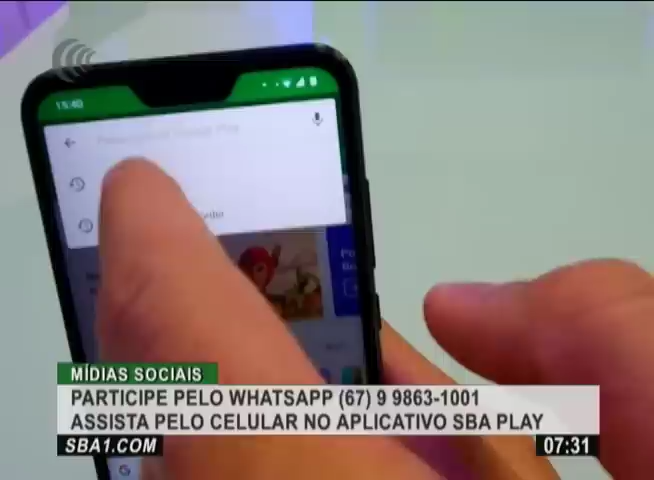 15:40
MÍDIAS SOCIAIS
PARTICIPE PELO WHATSAPP (67) 9 9863-1001
ASSISTA PELO CELULAR NO APLICATIVO SBA PLAY
SBA1.COM
07:31